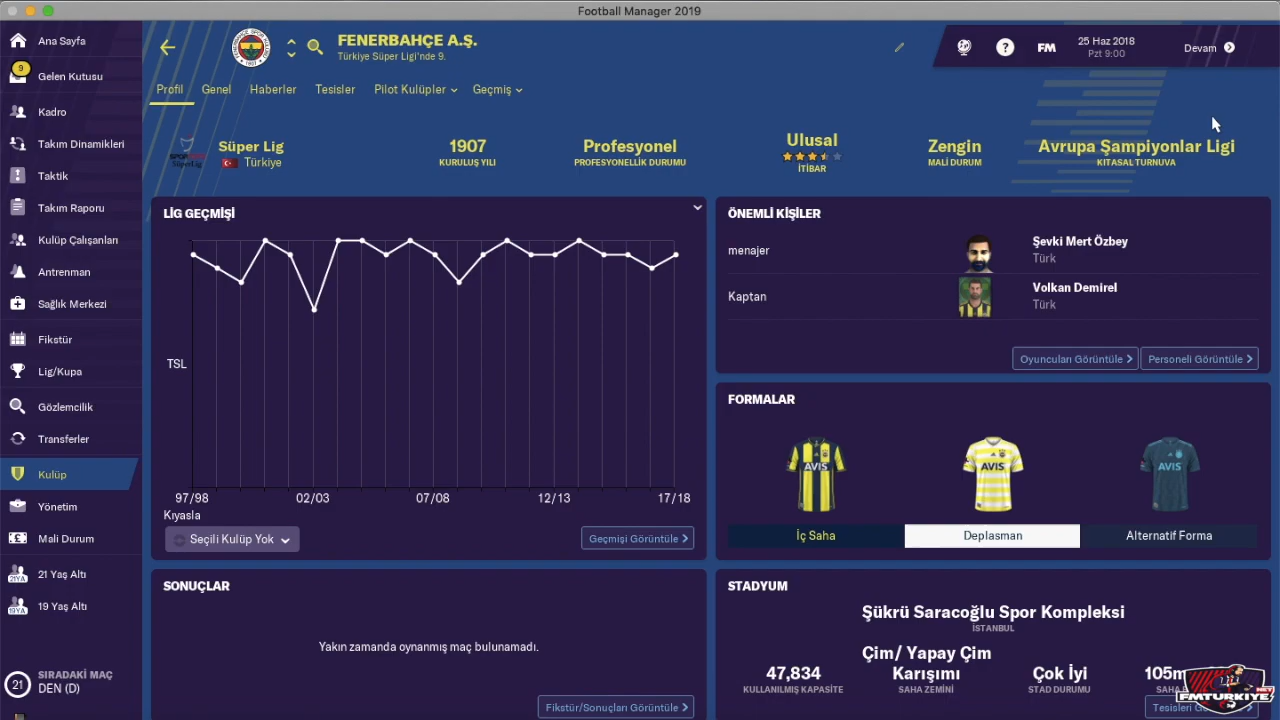 Football Manager 2019
Ana Sayfa
9
Gelen Kutusu
Kadro
Takım Dinamikleri
Taktik
Takım Raporu
Kulüp Çalışanları
Antrenman
Sağlık Merkezi
Fikstür
Lig/Kupa
Gözlemcilik
Transferler
Kulüp
Yönetim
Mali Durum
21YA
21 Yaş Altı
19YA
19 Yaş Altı
21
SIRADAKİ MAÇ
DEN (D)
FENERBAHÇE A.Ş.
Türkiye Süper Ligi'nde 9.
?
FM
25 Haz 2018
Pzt 9:00
Devam
Profil
Genel
Haberler
Tesisler
Pilot Kulüpler
Geçmiş
Süper Lig
Türkiye
1907
KURULUŞ YILI
Profesyonel
PROFESYONELLİK DURUMU
Ulusal
İTİBAR
Zengin
MALİ DURUM
Avrupa Şampiyonlar Ligi
KITASAL TURNUVA
LİG GEÇMİŞİ
TSL
97/98
02/03
07/08
12/13
17/18
Kıyasla
Seçili Kulüp Yok
Geçmişi Görüntüle
ÖNEMLİ KİŞİLER
menajer
Şevki Mert Özbey
Türk
Kaptan
Volkan Demirel
Türk
Oyuncuları Görüntüle
Personeli Görüntüle
FORMALAR
AVIS
AVIS
AVIS
İç Saha
Deplasman
Alternatif Forma
SONUÇLAR
Yakın zamanda oynanmış maç bulunamadı.
Fikstür/Sonuçları Görüntüle
STADYUM
Şükrü Saracoğlu Spor Kompleksi
İSTANBUL
47,834
KULLANILMIŞ KAPASİTE
Çim/ Yapay Çim
Karışımı
SAHA ZEMİNİ
Çok İyi
STAD DURUMU
105m
SAHA
Tesisleri
FMTURKIYE
.NET